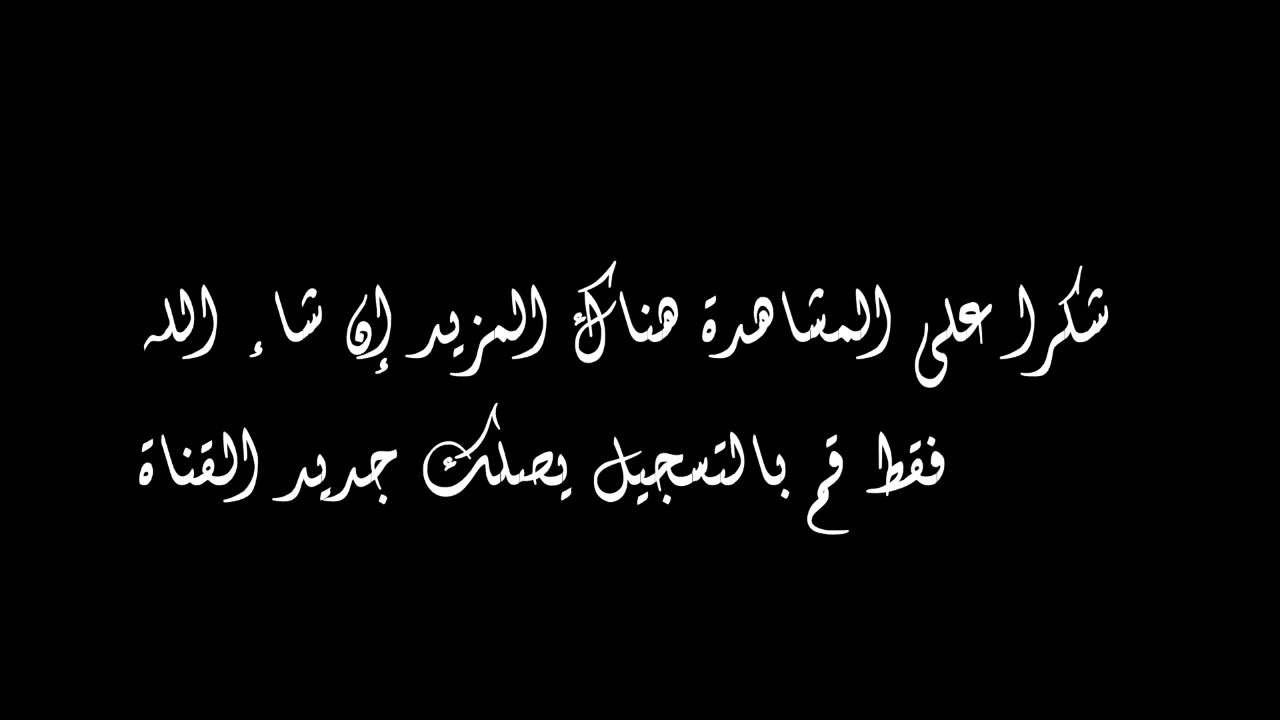 شكرا على المشاهدة هناك المزيد إن شاء الله
فقط قم بالتسجيل يصلك جديد القناة